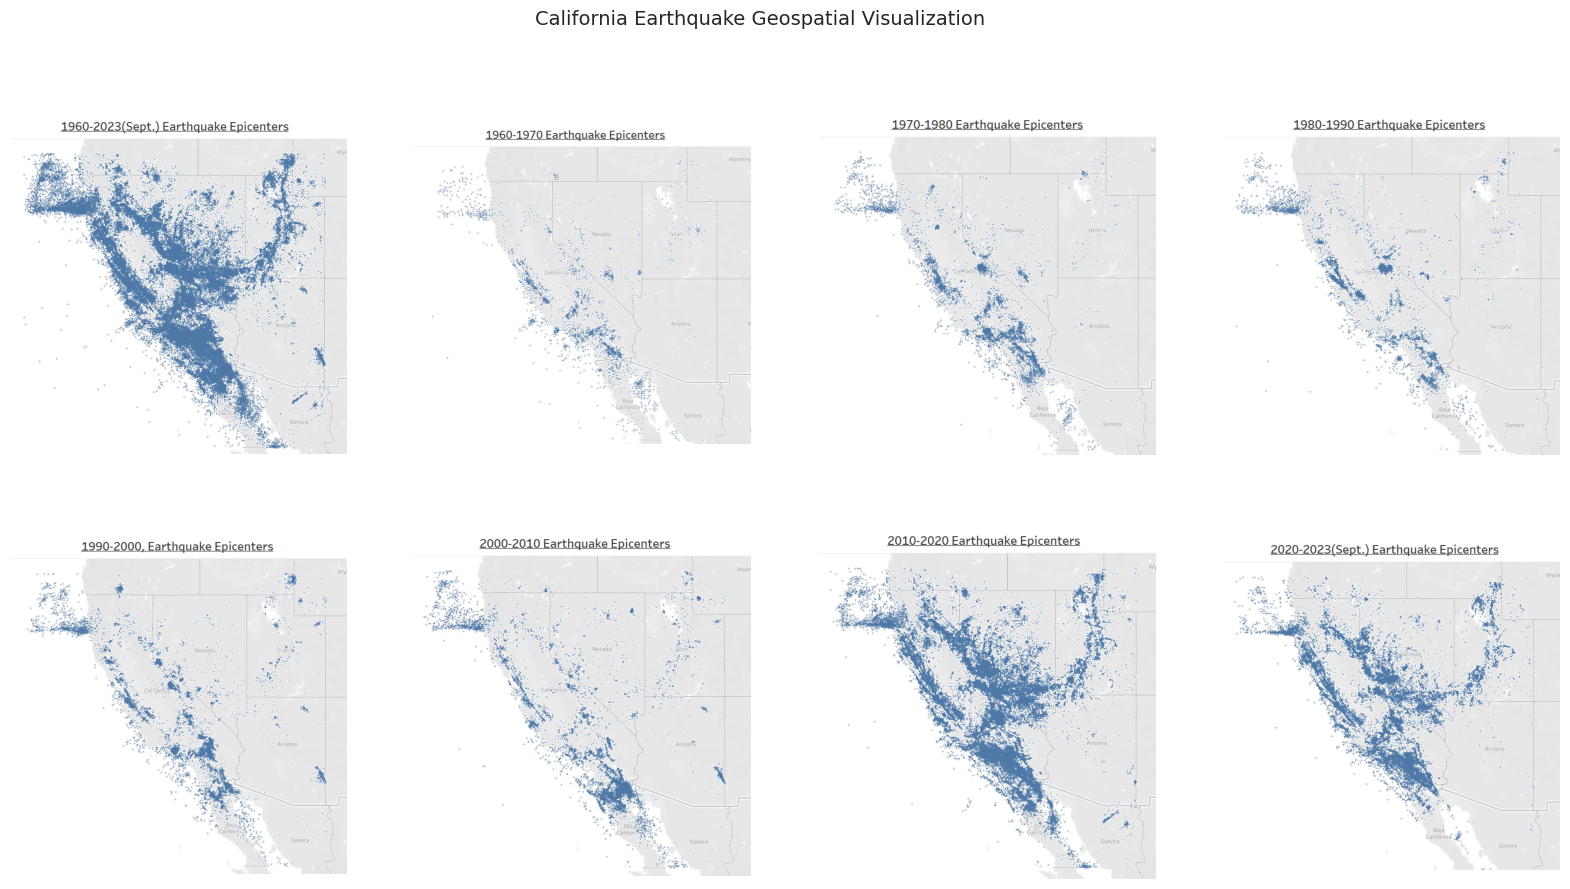 California Earthquake Geospatial Visualization
1960-2023(Sept.) Earthquake Epicenters
1960-1970 Earthquake Epicenters
1970-1980 Earthquake Epicenters
1980-1990 Earthquake Epicenters
Wyoming
Nevada
California
Arizona
Baja
California
Sonora
Nevada
Utah
Arizona
Baja
California
Sonora
Nevada
Arizona
Baja
California
Sonora
Sonora
1990-2000, Earthquake Epicenters
2000-2010 Earthquake Epicenters
2010-2020 Earthquake Epicenters
2020-2023(Sept.) Earthquake Epicenters
Nevada
California
Arizona
Sonora
Nevada
Arizona
Sonora
Arizona
Sonora
Arizona
Baja
California
Sonora